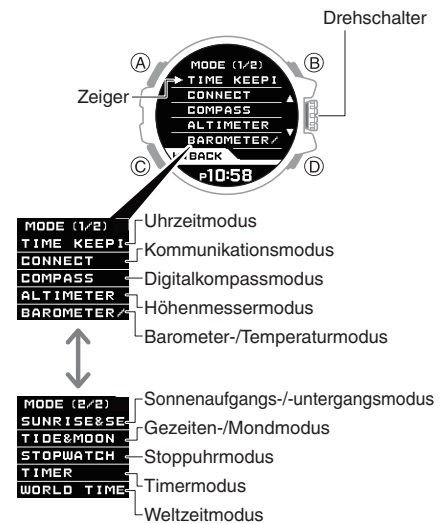 Drehschalter
A
B
MODE (1/2)
TIME KEEPI
Zeiger
CONNECT
COMPASS
ALTIMETER
BAROMETER/
C
BACK
D
P10:58
MODE (1/2)
Uhrzeitmodus
TIME KEEPI
Kommunikationsmodus
CONNECT
Digitalkompassmodus
COMPASS
Höhenmessermodus
ALTIMETER
Barometer-/Temperaturmodus
BAROMETER/
MODE (2/2)
Sonnenaufgangs-/-untergangsmodus
SUNRISE&SE
Gezeiten-/Mondmodus
TIDE&MOON
Stoppuhrmodus
STOPWATCH
Timermodus
TIMER
Weltzeitmodus
WORLD TIME